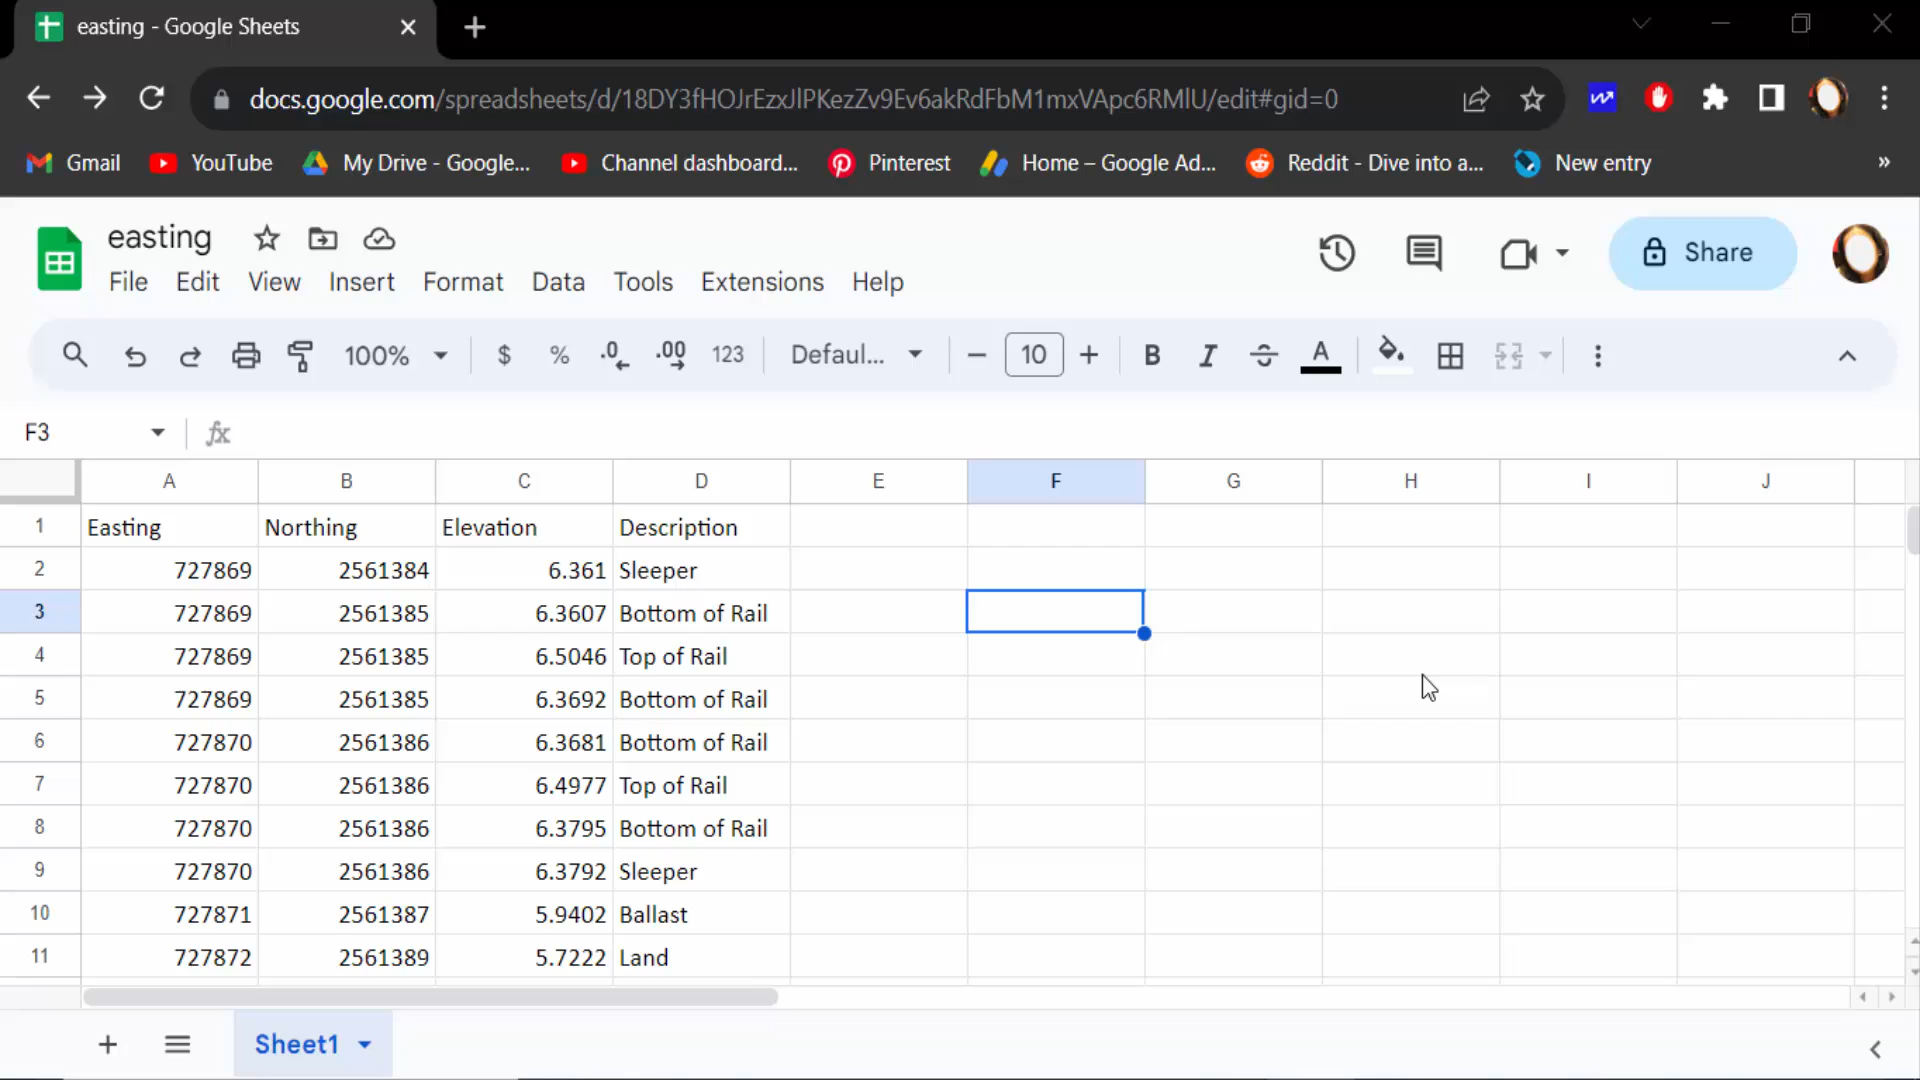 easting - Google Sheets
docs.google.com/spreadsheets/d/18DY3fHOJrEzxJlPKezZv9Ev6akRdFbM1mxVApc6RMlU/edit#gid=0
Gmail YouTube My Drive - Google... Channel dashboard... Pinterest Home – Google Ad... Reddit - Dive into a... New entry »
easting
Share
File Edit View Insert Format Data Tools Extensions Help
100% $ % .0 .00 123 Defaul... 10 B I A
F3 fx
A B C D E F G H I J
1 Easting Northing Elevation Description
2 727869 2561384 6.361 Sleeper
3 727869 2561385 6.3607 Bottom of Rail
4 727869 2561385 6.5046 Top of Rail
5 727869 2561385 6.3692 Bottom of Rail
6 727870 2561386 6.3681 Bottom of Rail
7 727870 2561386 6.4977 Top of Rail
8 727870 2561386 6.3795 Bottom of Rail
9 727870 2561386 6.3792 Sleeper
10 727871 2561387 5.9402 Ballast
11 727872 2561389 5.7222 Land
Sheet1